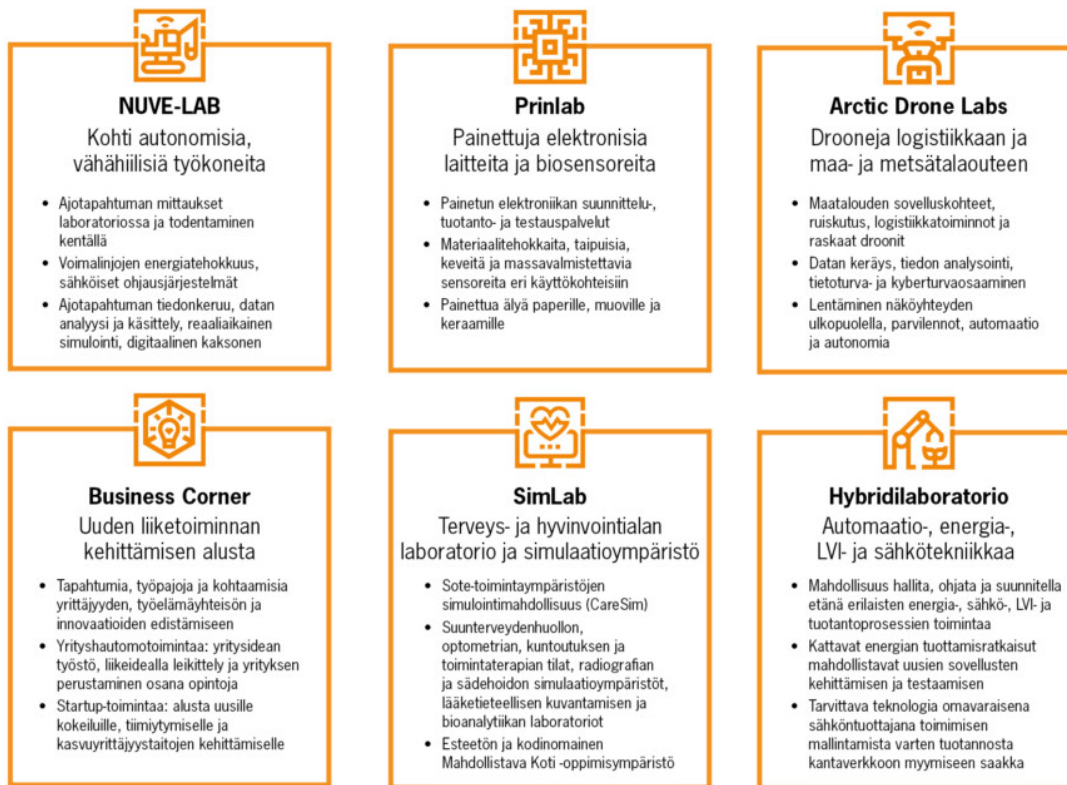 NUVE-LAB
Kohti autonomisia,
vähähiilisiä työkoneita
• Ajotapahtuman mittaukset
laboratoriossa ja todentaminen
kentällä
• Voimalinjojen energiatehokkuus,
sähköiset ohjausjärjestelmät
• Ajotapahtuman tiedonkeruu, datan
analyysi ja käsittely, reaaliaikainen
simulointi, digitaalinen kaksonen
Prinlab
Painettuja elektronisia
laitteita ja biosensoreita
• Painetun elektroniikan suunnittelu-,
tuotanto- ja testauspalvelut
• Materiaalitehokkaita, taipuisia,
keveitä ja massavalmistettavia
sensoreita eri käyttökohteisiin
• Painettua älyä paperille, muoville ja
keraamille
Arctic Drone Labs
Drooneja logistiikkaan ja
maa- ja metsätalaouteen
• Maatalouden sovelluskohteet,
ruiskutus, logistiikkatoiminnot ja
raskaat droonit
• Datan keräys, tiedon analysointi,
tietoturva- ja kyberturvaosaaminen
• Lentäminen näköyhteyden
ulkopuolella, parvilennot, automaatio
ja autonomia
Business Corner
Uuden liiketoiminnan
kehittämisen alusta
• Tapahtumia, työpajoja ja kohtaamisia
yrittäjyyden, työelämäyhteisön ja
innovaatioiden edistämiseen
• Yrityshautomotoimintaa: yritysidean
työstö, liikeidealla leikittely ja yrityksen
perustaminen osana opintoja
• Startup-toimintaa: alusta uusille
kokeiluille, tiimiytymiselle ja
kasvuyrittäjyystaitojen kehittämiselle
SimLab
Terveys- ja hyvinvointialan
laboratorio ja simulaatioympäristö
• Sote-toimintaympäristöjen
simulointimahdollisuus (CareSim)
• Suunterveydenhuollon,
optometrian, kuntoutuksen ja
toimintaterapian tilat, radiografian
ja sädehoidon simulaatioympäristöt,
lääketieteellisen kuvantamisen ja
bioanalytiikan laboratoriot
• Esteetön ja kodinomainen
Mahdollistava Koti -oppimisympäristö
Hybridilaboratorio
Automaatio-, energia-,
LVI- ja sähkötekniikkaa
• Mahdollisuus hallita, ohjata ja suunnitella
etänä erilaisten energia-, sähkö-, LVI- ja
tuotantoprosessien toimintaa
• Kattavat energian tuottamisratkaisut
mahdollistavat uusien sovellusten
kehittämisen ja testaamisen
• Tarvittava teknologia omavaraisena
sähköntuottajana toimimisen
mallintamista varten tuotannosta
kantaverkkoon myymiseen saakka